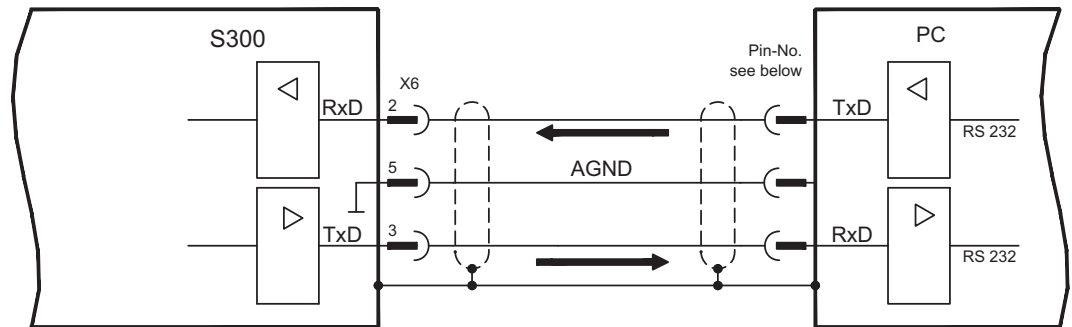 S300
PC
Pin-No.
see below
X6
RxD
2
TxD
RS 232
5
AGND
TxD
3
RxD
RS 232